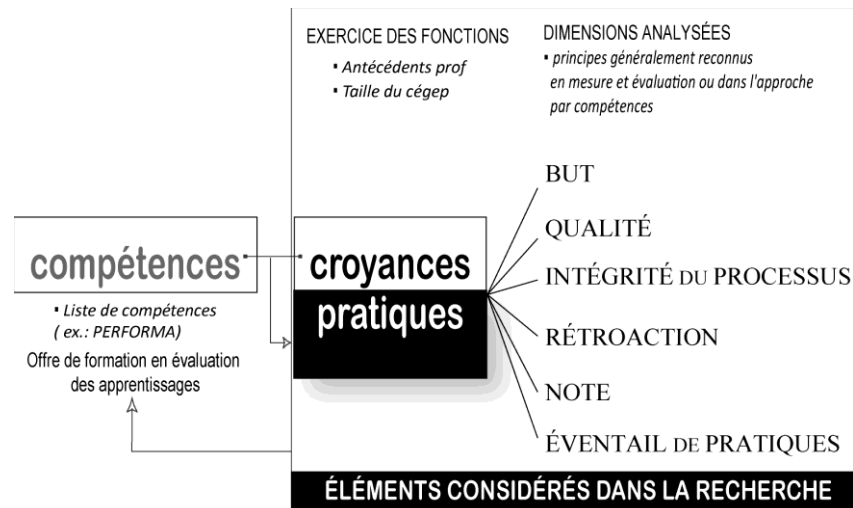 EXERCICE DES FONCTIONS
▪ Antécédents prof
▪ Taille du cégep
DIMENSIONS ANALYSÉES
▪ principes généralement reconnus
en mesure et évaluation ou dans l'approche
par compétences
compétences
▪ Liste de compétences
( ex.: PERFORMA)
Offre de formation en évaluation
des apprentissages
croyances
pratiques
BUT
QUALITÉ
INTÉGRITÉ DU PROCESSUS
RÉTROACTION
NOTE
ÉVENTAIL DE PRATIQUES
ÉLÉMENTS CONSIDÉRÉS DANS LA RECHERCHE